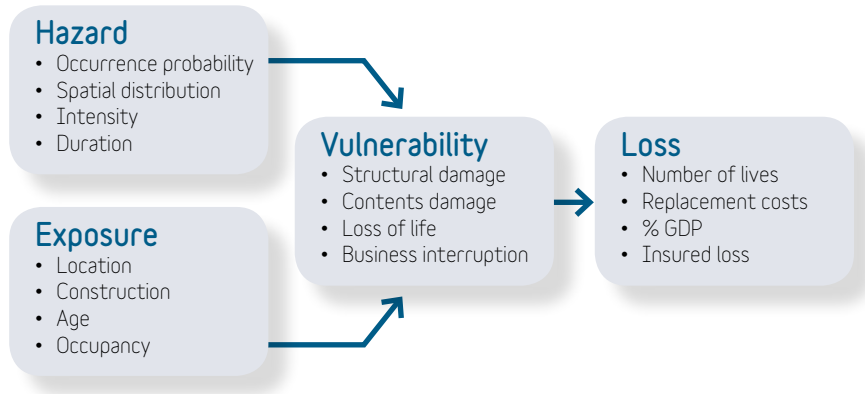 Hazard
• Occurrence probability
• Spatial distribution
• Intensity
• Duration
Exposure
• Location
• Construction
• Age
• Occupancy
Vulnerability
• Structural damage
• Contents damage
• Loss of life
• Business interruption
Loss
• Number of lives
• Replacement costs
• % GDP
• Insured loss